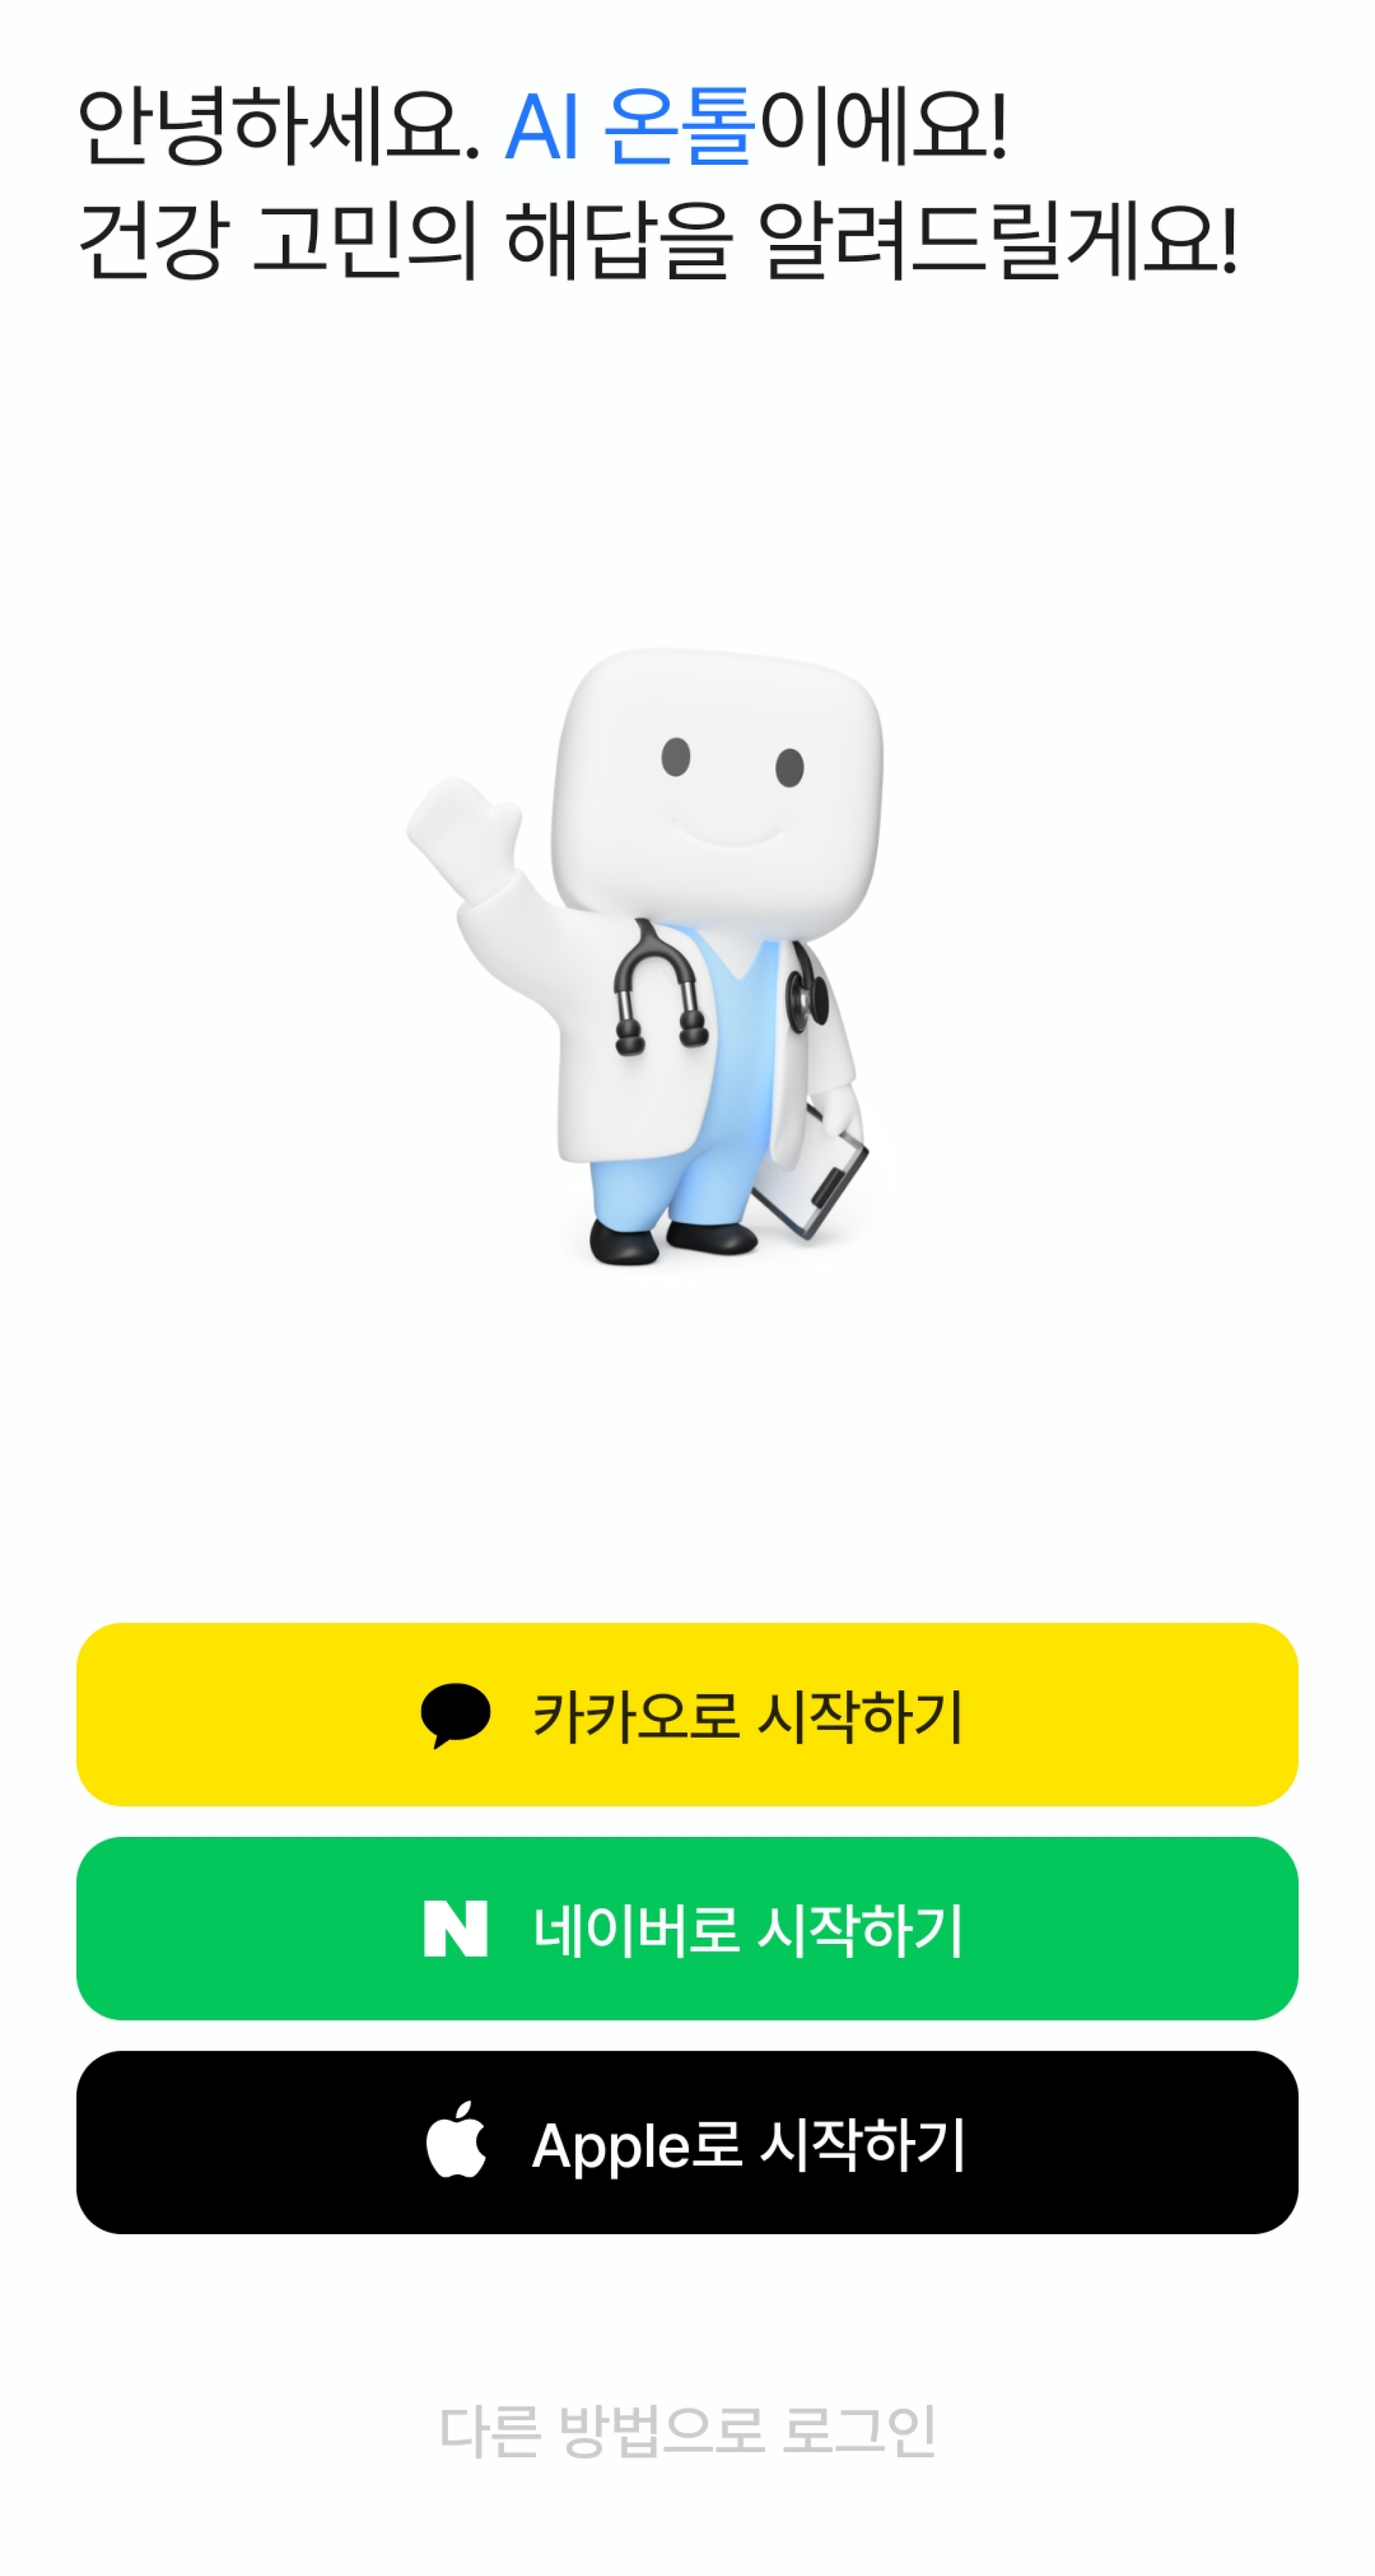 안녕하세요. AI 온톨이에요!
건강 고민의 해답을 알려드릴게요!
카카오로 시작하기
N 네이버로 시작하기
Apple로 시작하기
다른 방법으로 로그인